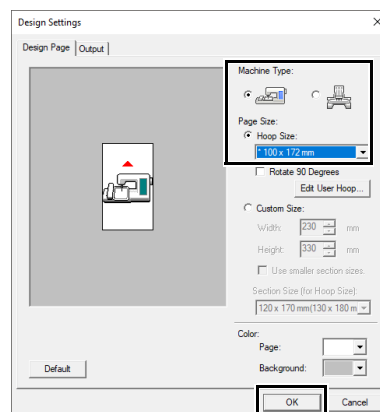 Design Settings
Design Page
Output
Machine Type:
Page Size:
Hoop Size:
* 100 x 172 mm
Rotate 90 Degrees
Edit User Hoop...
Custom Size:
Width: 230 mm
Height: 330 mm
Use smaller section sizes.
Section Size (for Hoop Size):
120 x 170 mm(130 x 180 m
Color:
Page:
Background:
Default
OK
Cancel